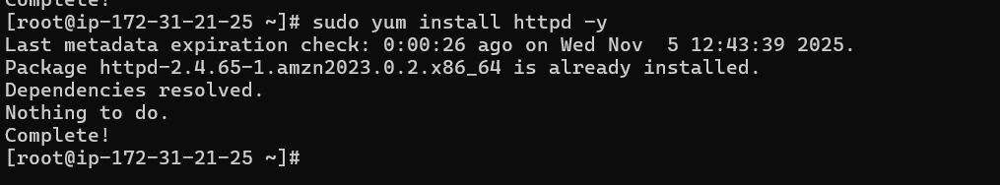 Complete!
[root@ip-172-31-21-25 ~]# sudo yum install httpd -y
Last metadata expiration check: 0:00:26 ago on Wed Nov  5 12:43:39 2025.
Package httpd-2.4.65-1.amzn2023.0.2.x86_64 is already installed.
Dependencies resolved.
Nothing to do.
Complete!
[root@ip-172-31-21-25 ~]#